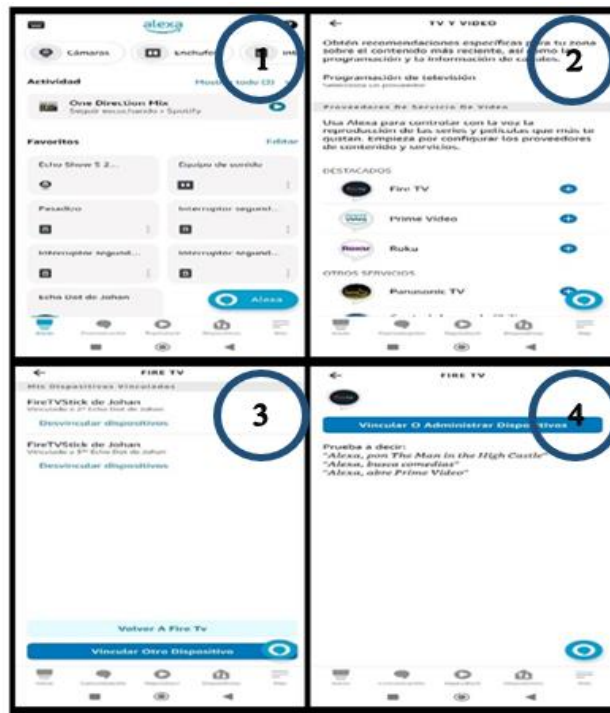 alexa
1
Cámaras
Enchufes
Actividad
Mostrar todo (2)
One Direction Mix
Seguir escuchando • Spotify
Favoritos
Editar
Echo Show 5 2...
Equipo de sonido
Pasadizo
Interruptor segund...
Interruptor segund...
Interruptor segund...
Echo Dot de Johan
Alexa
TV Y VIDEO
2
Obtén recomendaciones específicas para tu zona
sobre el contenido más reciente, así como la
programación y la información de canales.
Programación de televisión
Selecciona un proveedor
Proveedores De Servicio De Video
Usa Alexa para controlar con la voz la
reproducción de las series y películas que más te
gustan. Empieza por configurar los proveedores
de contenido y servicios.
DESTACADOS
Fire TV
Prime Video
Roku
OTROS SERVICIOS
Panasonic TV
FIRE TV
3
Mis Dispositivos Vinculados
FireTVStick de Johan
Vinculado a 2º Echo Dot de Johan
Desvincular dispositivos
FireTVStick de Johan
Desvincular dispositivos
Volver A Fire Tv
Vincular Otro Dispositivo
FIRE TV
4
Vincular O Administrar Dispositivos
Prueba a decir:
"Alexa, pon The Man in the High Castle"
"Alexa, busca comedias"
"Alexa, abre Prime Video"